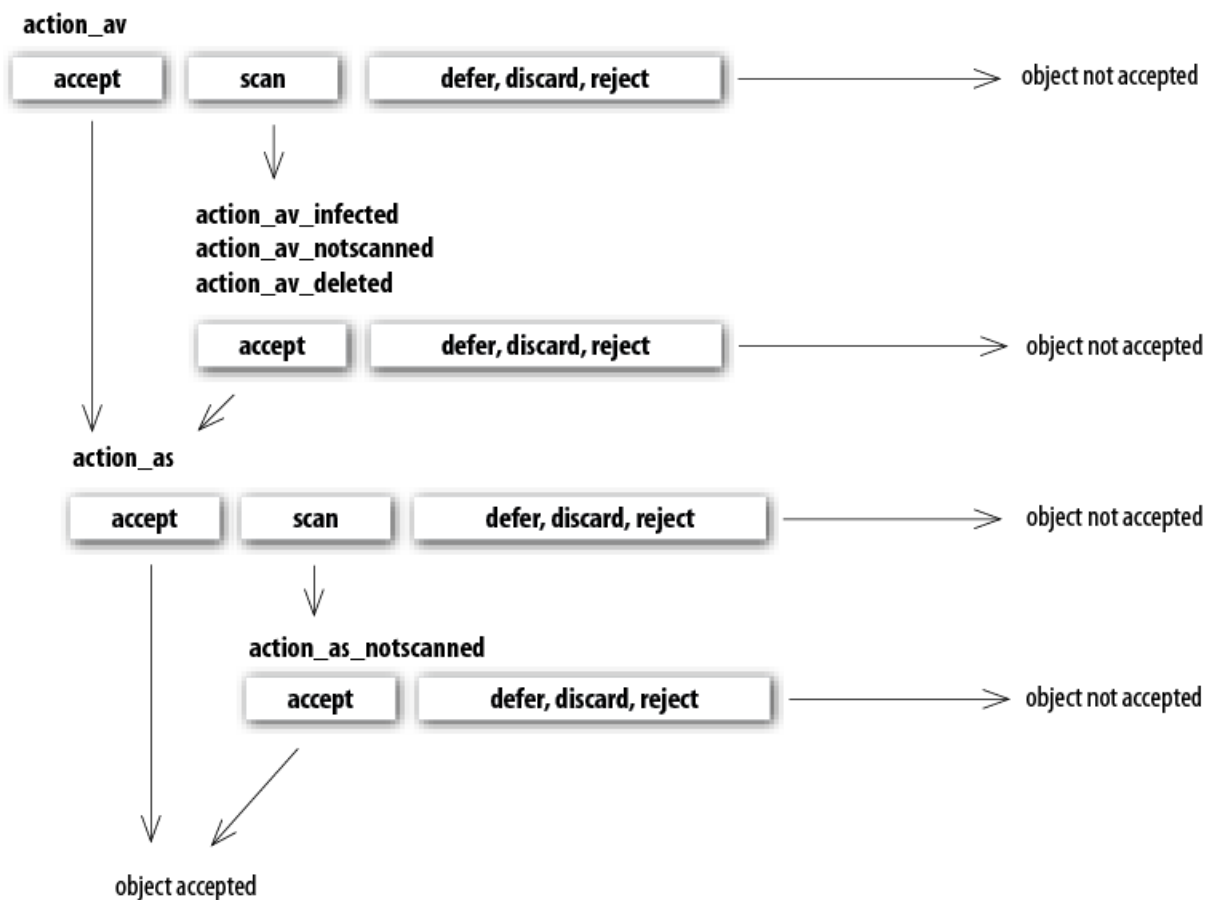 action_av
accept scan defer, discard, reject object not accepted
action_av_infected
action_av_notscanned
action_av_deleted
accept defer, discard, reject object not accepted
action_as
accept scan defer, discard, reject object not accepted
action_as_notscanned
accept defer, discard, reject object not accepted
object accepted